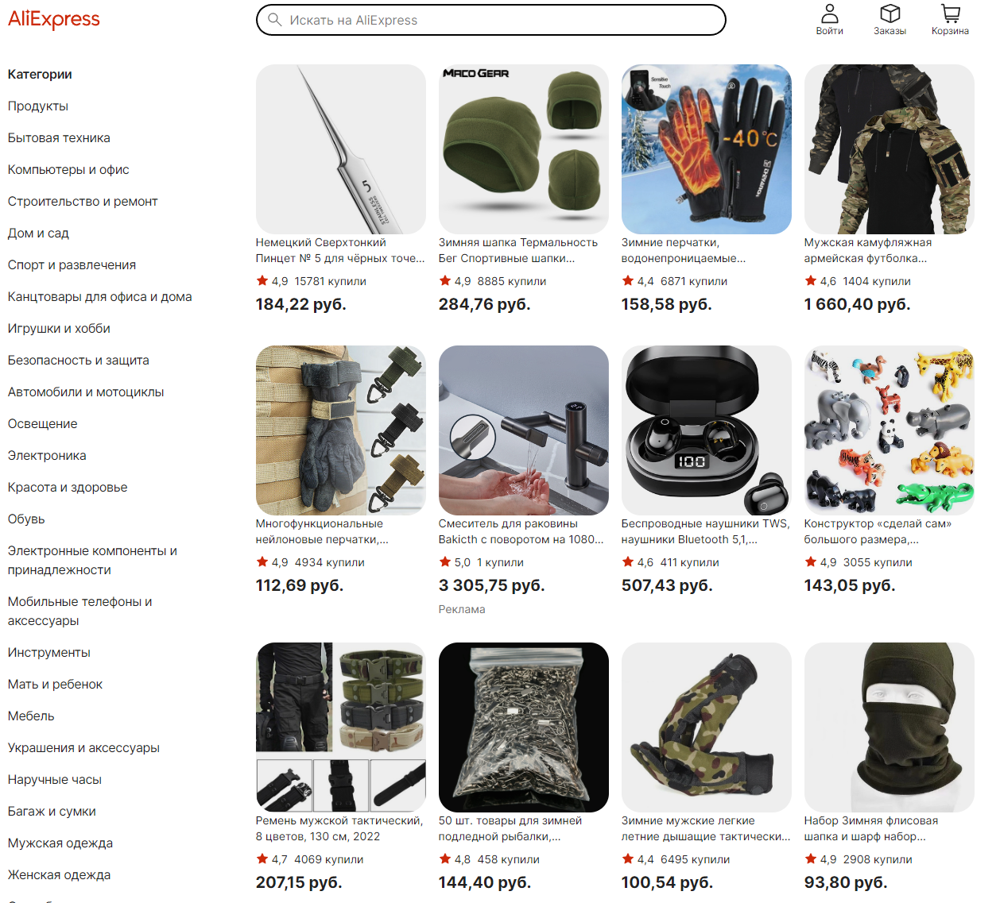 AliExpress
Искать на AliExpress
Войти
Заказы
Корзина
Категории
Продукты
Бытовая техника
Компьютеры и офис
Строительство и ремонт
Дом и сад
Спорт и развлечения
Канцтовары для офиса и дома
Игрушки и хобби
Безопасность и защита
Автомобили и мотоциклы
Освещение
Электроника
Красота и здоровье
Обувь
Электронные компоненты и
принадлежности
Мобильные телефоны и
аксессуары
Инструменты
Мать и ребенок
Мебель
Украшения и аксессуары
Наручные часы
Багаж и сумки
Мужская одежда
Женская одежда
5
STAINLESS
Немецкий Сверхтонкий
Пинцет № 5 для чёрных точе...
4,9 15781 купили
184,22 руб.
MACO GEAR
Зимняя шапка Термальность
Бег Спортивные шапки...
4,9 8885 купили
284,76 руб.
Sensitive
Touch
-40°C
Зимние перчатки,
водонепроницаемые...
4,4 6871 купили
158,58 руб.
Мужская камуфляжная
армейская футболка...
4,6 1404 купили
1 660,40 руб.
Многофункциональные
нейлоновые перчатки,...
4,9 4934 купили
112,69 руб.
Смеситель для раковины
Bakicth с поворотом на 1080...
5,0 1 купили
3 305,75 руб.
Реклама
100
Беспроводные наушники TWS,
наушники Bluetooth 5,1,...
4,6 411 купили
507,43 руб.
Конструктор «сделай сам»
большого размера,...
4,9 3055 купили
143,05 руб.
Ремень мужской тактический,
8 цветов, 130 см, 2022
4,7 4069 купили
207,15 руб.
50 шт. товары для зимней
подледной рыбалки,...
4,8 458 купили
144,40 руб.
Зимние мужские легкие
летние дышащие тактически...
4,4 6495 купили
100,54 руб.
Набор Зимняя флисовая
шапка и шарф набор...
4,9 2908 купили
93,80 руб.